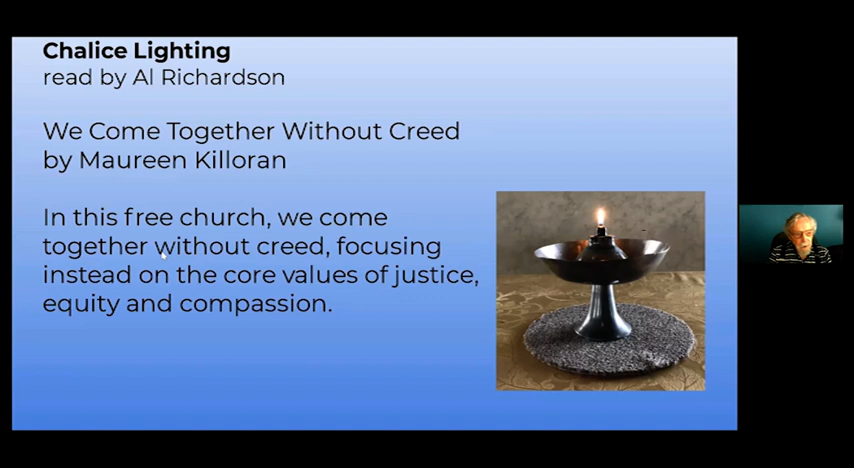 Chalice Lighting
read by Al Richardson
We Come Together Without Creed
by Maureen Killoran
In this free church, we come
together without creed, focusing
instead on the core values of justice,
equity and compassion.